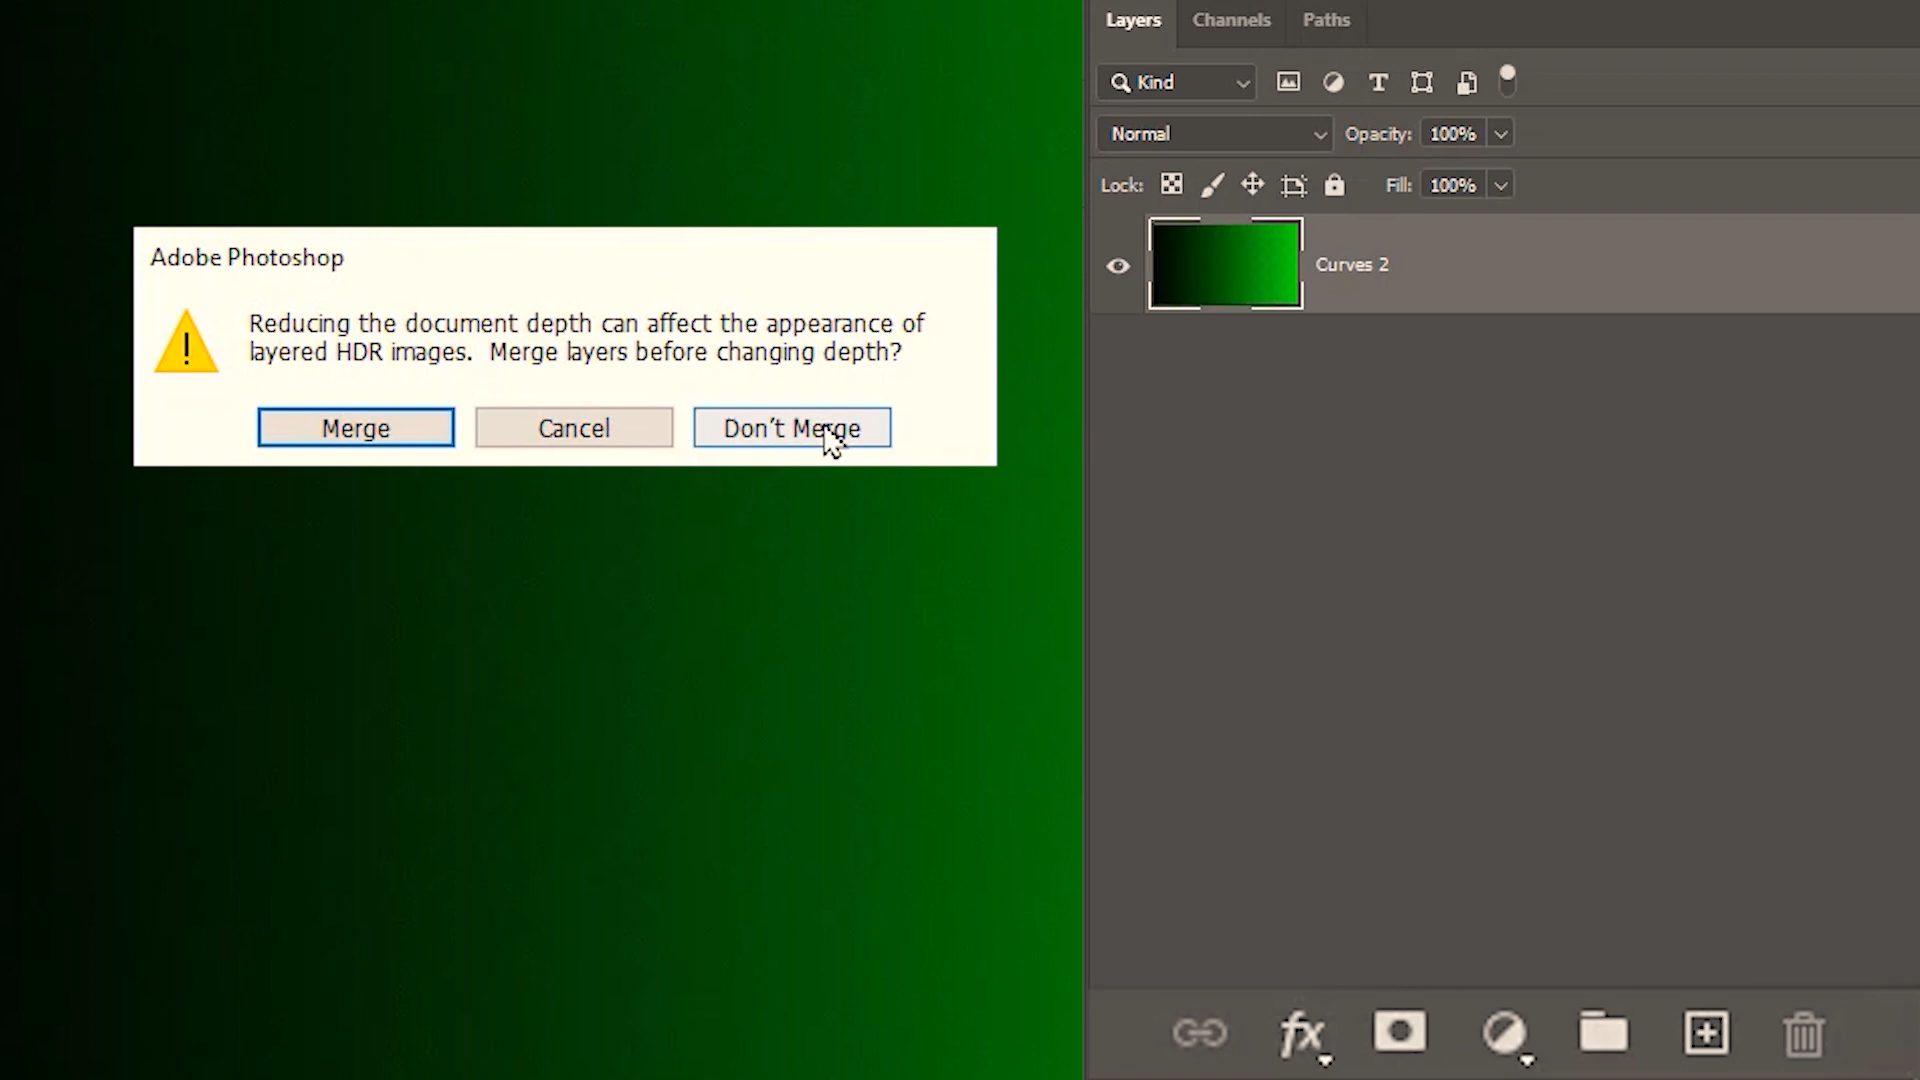 Layers Channels Paths
Kind
Normal Opacity: 100%
Lock: Fill: 100%
Curves 2
Adobe Photoshop
Reducing the document depth can affect the appearance of
layered HDR images. Merge layers before changing depth?
Merge Cancel Don't Merge
fx